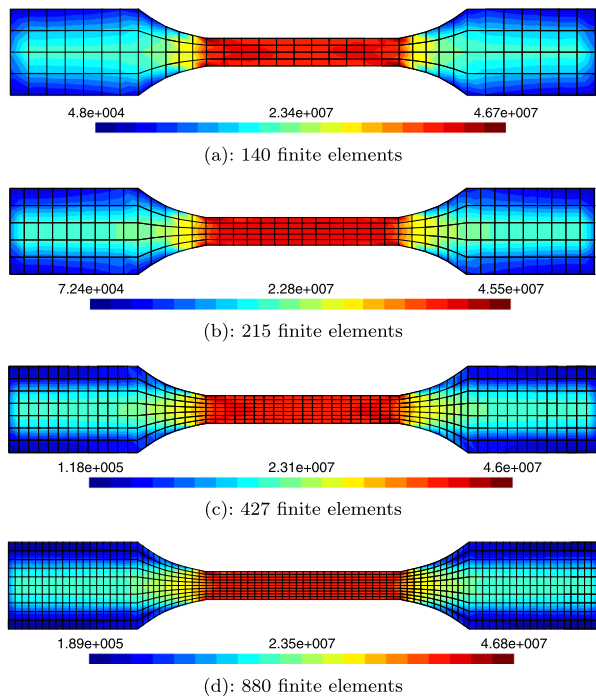 4.8e+004 2.34e+007 4.67e+007
(a): 140 finite elements
7.24e+004 2.28e+007 4.55e+007
(b): 215 finite elements
1.18e+005 2.31e+007 4.6e+007
(c): 427 finite elements
1.89e+005 2.35e+007 4.68e+007
(d): 880 finite elements